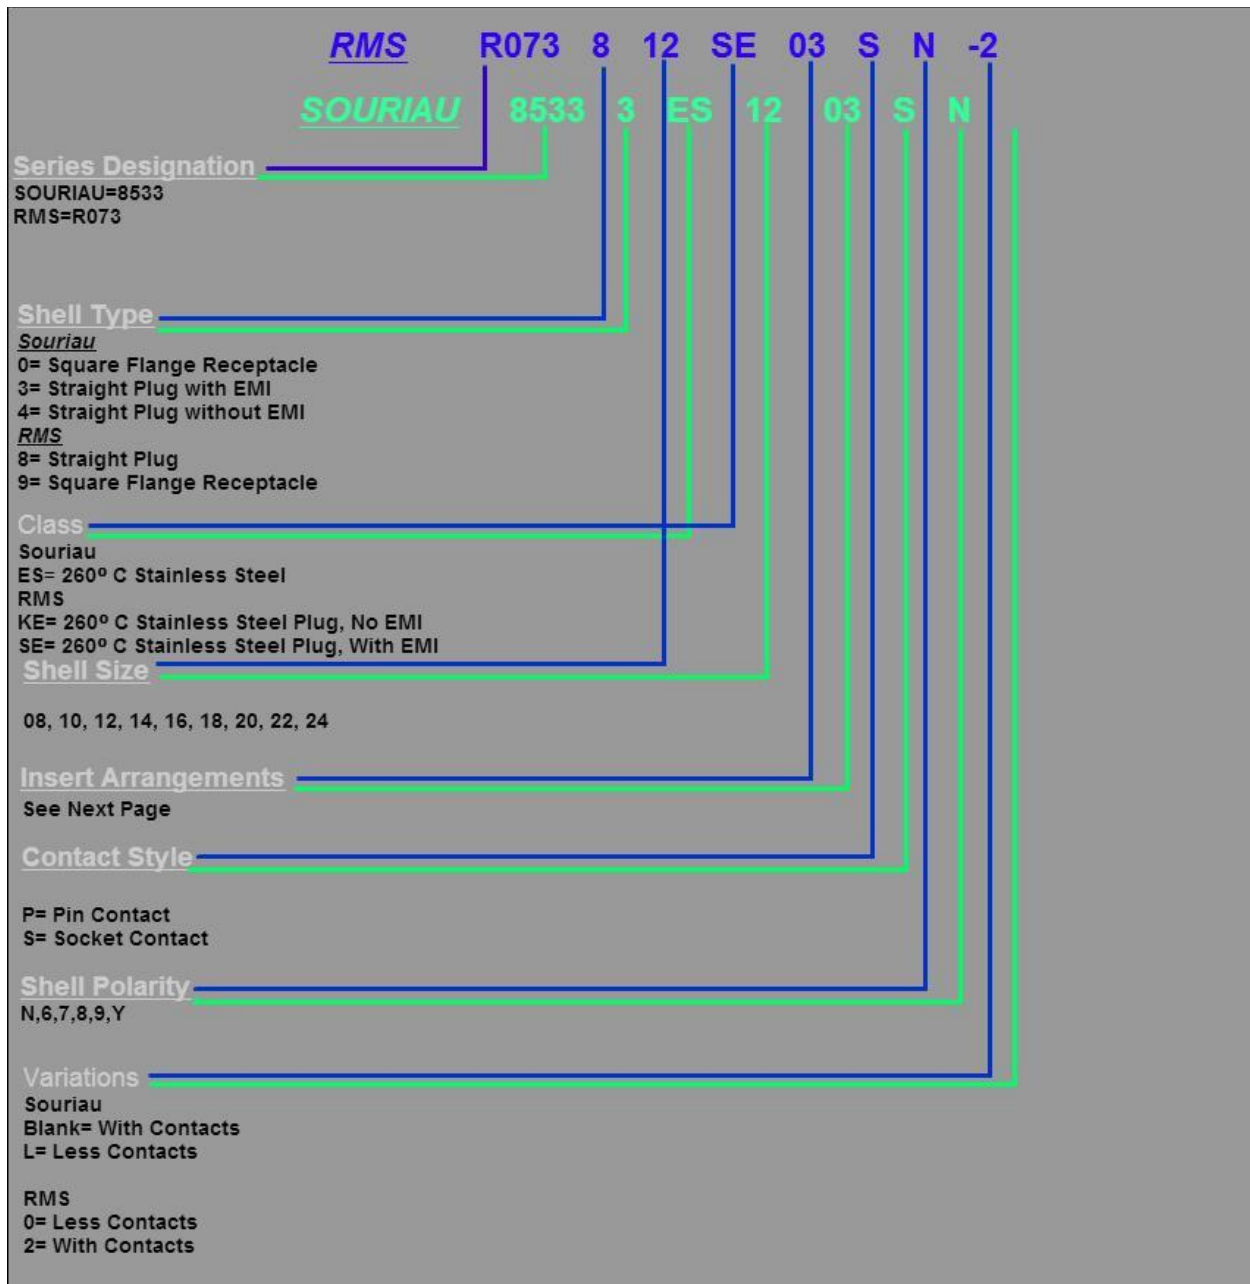 RMS R073 8 12 SE 03 S N -2
SOURIAU 8533 3 ES 12 03 S N
Series Designation
SOURIAU=8533
RMS=R073
Shell Type
Souriau
0= Square Flange Receptacle
3= Straight Plug with EMI
4= Straight Plug without EMI
RMS
8= Straight Plug
9= Square Flange Receptacle
Class
Souriau
ES= 260º C Stainless Steel
RMS
KE= 260º C Stainless Steel Plug, No EMI
SE= 260º C Stainless Steel Plug, With EMI
Shell Size
08, 10, 12, 14, 16, 18, 20, 22, 24
Insert Arrangements
See Next Page
Contact Style
P= Pin Contact
S= Socket Contact
Shell Polarity
N,6,7,8,9,Y
Variations
Souriau
Blank= With Contacts
L= Less Contacts
RMS
0= Less Contacts
2= With Contacts